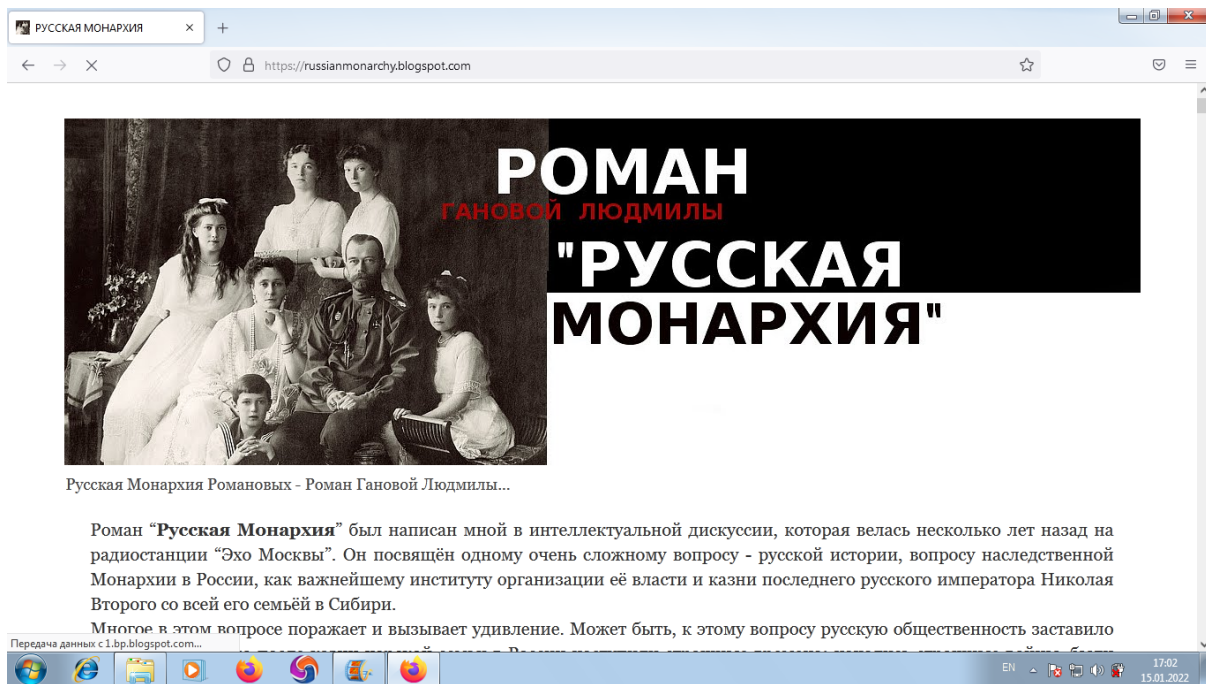 РУССКАЯ МОНАРХИЯ
https://russianmonarchy.blogspot.com
РОМАН
ГАНОВОЙ ЛЮДМИЛЫ
"РУССКАЯ
МОНАРХИЯ"
Русская Монархия Романовых - Роман Гановой Людмилы...
Роман “Русская Монархия” был написан мной в интеллектуальной дискуссии, которая велась несколько лет назад на
радиостанции “Эхо Москвы”. Он посвящён одному очень сложному вопросу - русской истории, вопросу наследственной
Монархии в России, как важнейшему институту организации её власти и казни последнего русского императора Николая
Второго со всей его семьёй в Сибири.
Многое в этом вопросе поражает и вызывает удивление. Может быть, к этому вопросу русскую общественность заставило
Передача данных с 1.bp.blogspot.com...
EN
17:02
15.01.2022